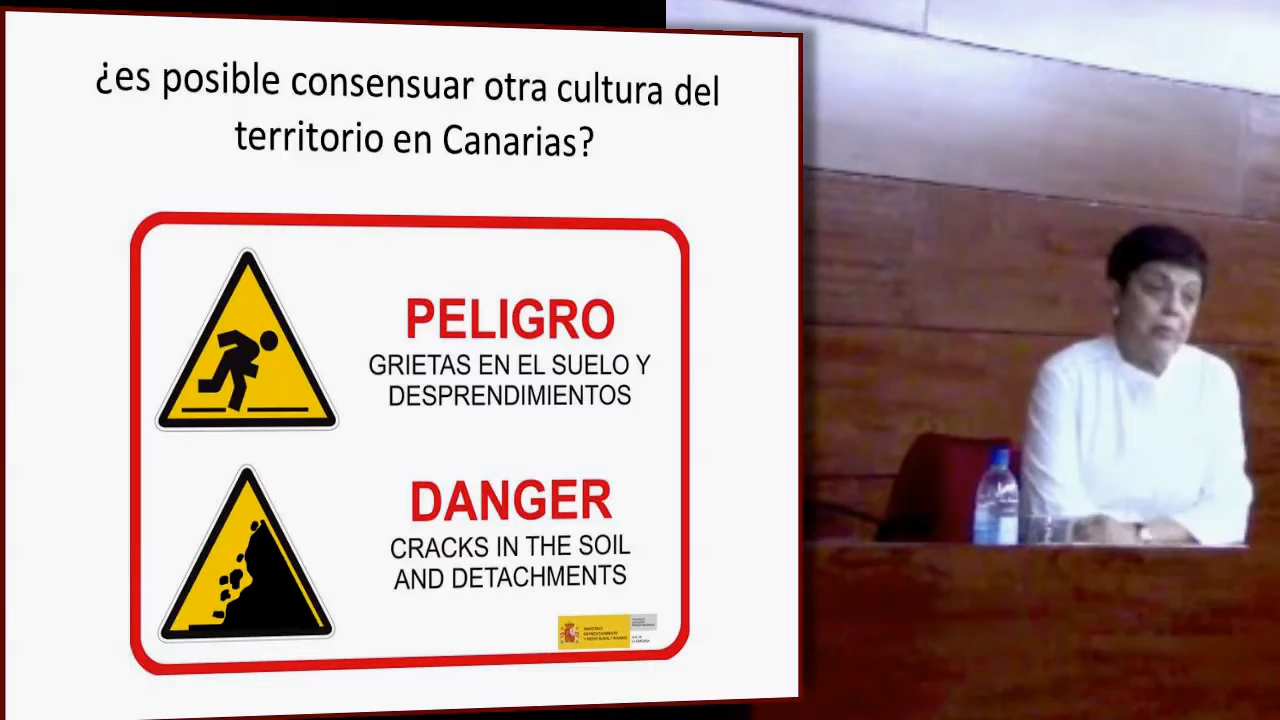 ¿es posible consensuar otra cultura del
territorio en Canarias?
PELIGRO
GRIETAS EN EL SUELO Y
DESPRENDIMIENTOS
DANGER
CRACKS IN THE SOIL
AND DETACHMENTS